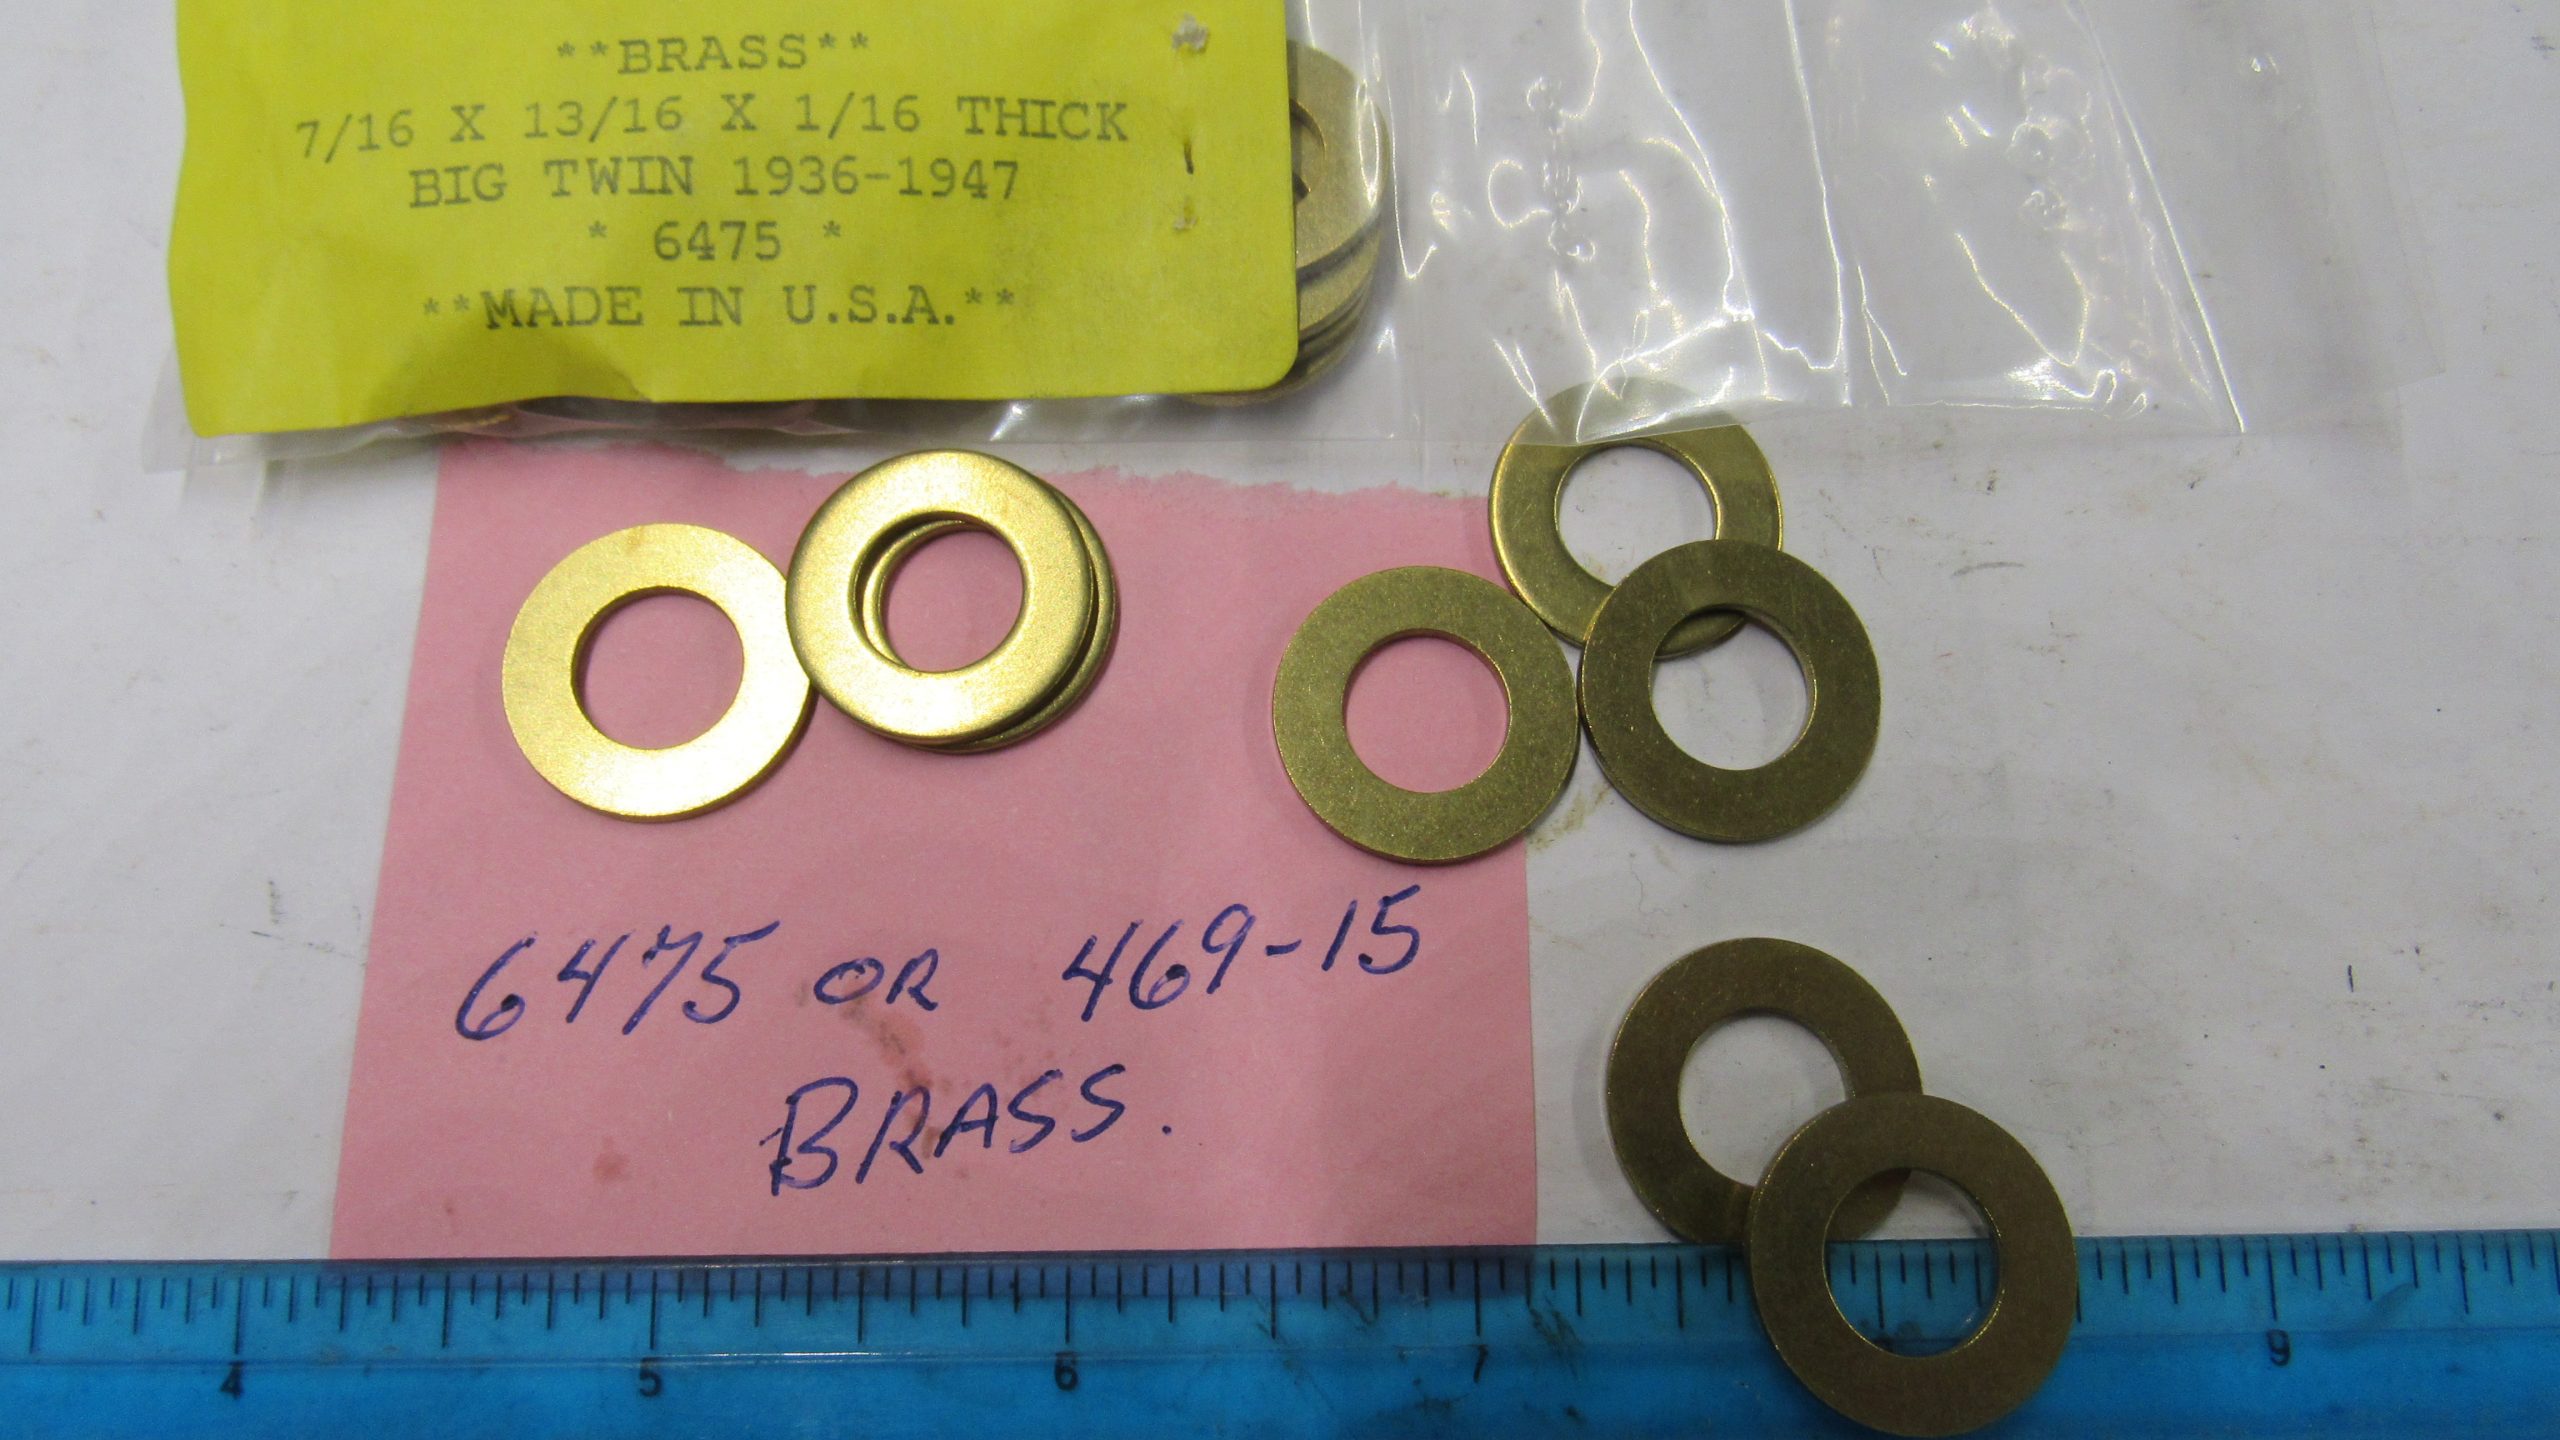 **BRASS**
7/16 X 13/16 X 1/16 THICK
BIG TWIN 1936-1947
* 6475 *
**MADE IN U.S.A.**
6475 OR 469-15
BRASS.
4 5 6 7 9